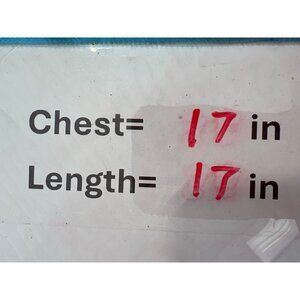 Chest= 17 in
Length= 17 in